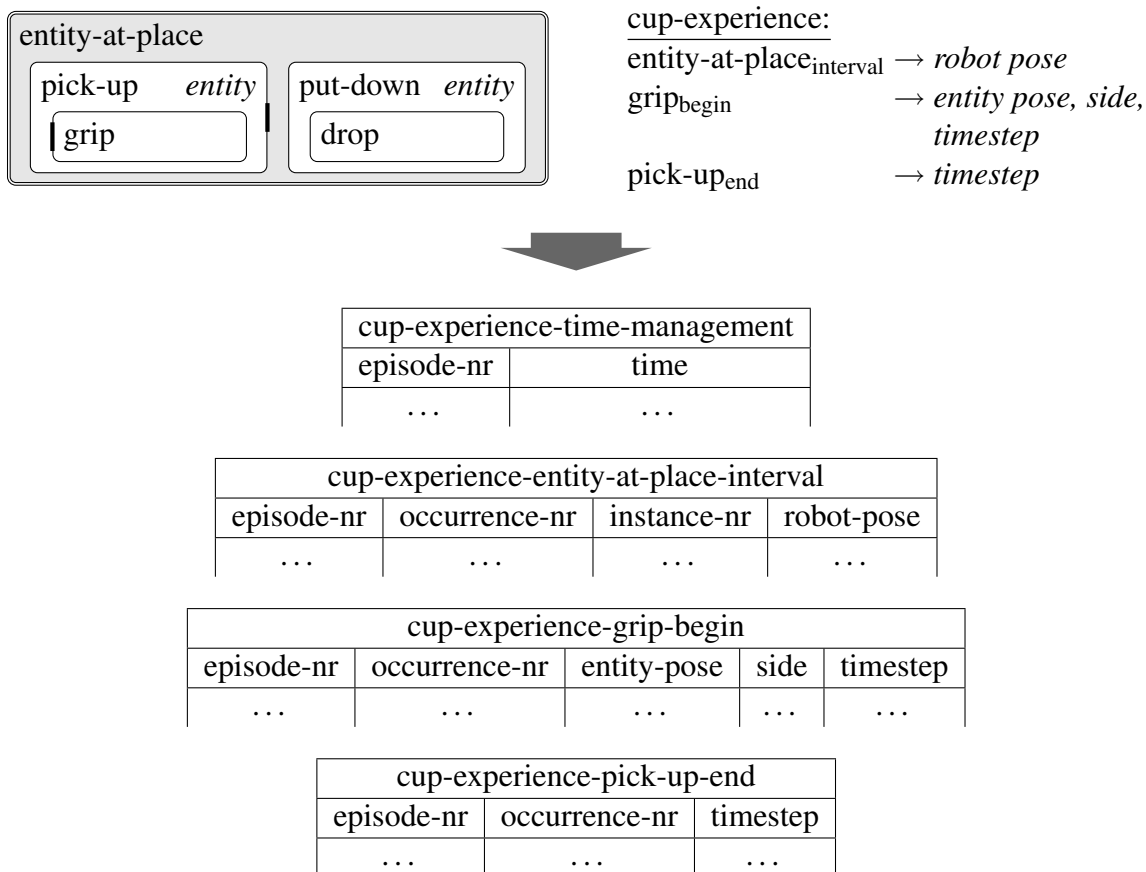 entity-at-place
pick-up entity
put-down entity
grip
drop
cup-experience:
entity-at-place_interval → robot pose
grip_begin → entity pose, side,
timestep
pick-up_end → timestep
cup-experience-time-management
episode-nr time
... ...
cup-experience-entity-at-place-interval
episode-nr occurrence-nr instance-nr robot-pose
... ... ... ...
cup-experience-grip-begin
episode-nr occurrence-nr entity-pose side timestep
... ... ... ... ...
cup-experience-pick-up-end
episode-nr occurrence-nr timestep
... ... ...